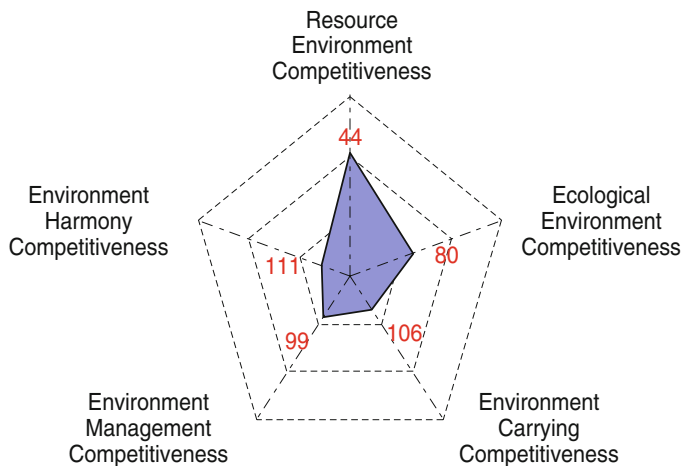 Resource
Environment
Competitiveness
44
Environment
Harmony
Competitiveness
Ecological
Environment
Competitiveness
111
80
99
106
Environment
Management
Competitiveness
Environment
Carrying
Competitiveness